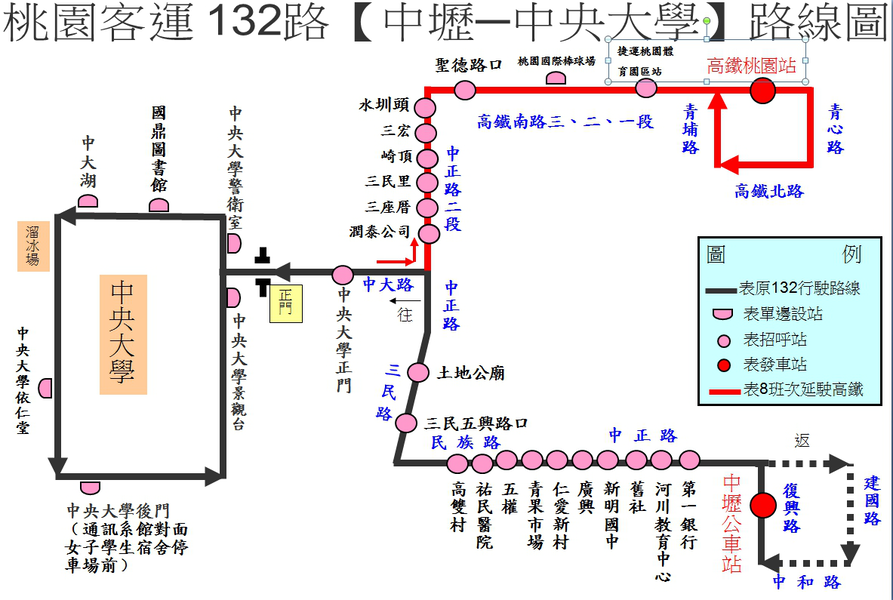 桃園客運 132路【中壢—中央大學】路線圖
捷運桃園體
育園區站
桃園國際棒球場
高鐵桃園站
聖德路口
水圳頭
三宏
崎頂
三民里
三座厝
潤泰公司
中正路二段
高鐵南路三、二、一段
青埔路
青心路
高鐵北路
國鼎圖書館
中央大學警衛室
中大湖
溜冰場
中央大學
正門
中大路
往
中正路
中央大學正門
中央大學景觀台
中央大學依仁堂
中央大學後門
（通訊館對面
女子學生宿舍停
車場前）
系
三民路
土地公廟
三民五興路口
民族路
中正路
高雙村
祐民醫院
五權
青果市場
仁愛新村
廣興
新明國中
舊社
河川教育中心
第一銀行
中壢公車站
復興路
返
建國路
中和路
圖 例
表原132行駛路線
表單邊設站
表招呼站
表發車站
表8班次延駛高鐵